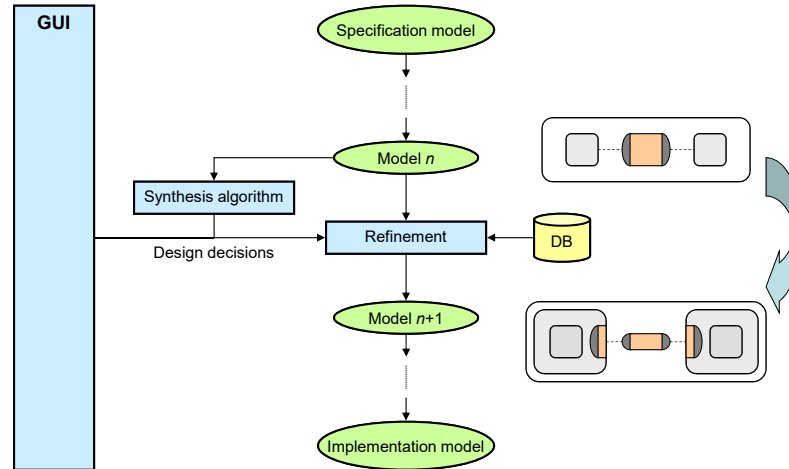 GUI
Specification model
Model n
Synthesis algorithm
Refinement
DB
Design decisions
Model n+1
Implementation model